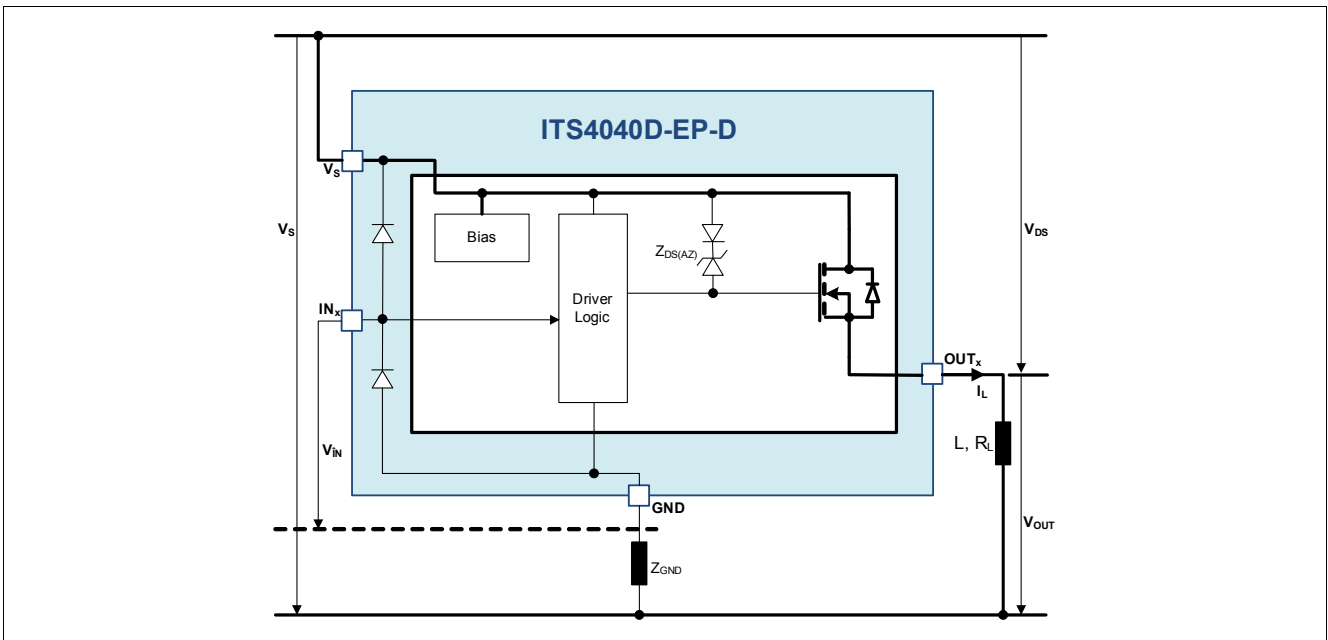 ITS4040D-EP-D
VS
VS
Bias
ZDS(AZ)
VDS
INx
Driver
Logic
OUTx
IL
VIN
L, RL
GND
VOUT
ZGND